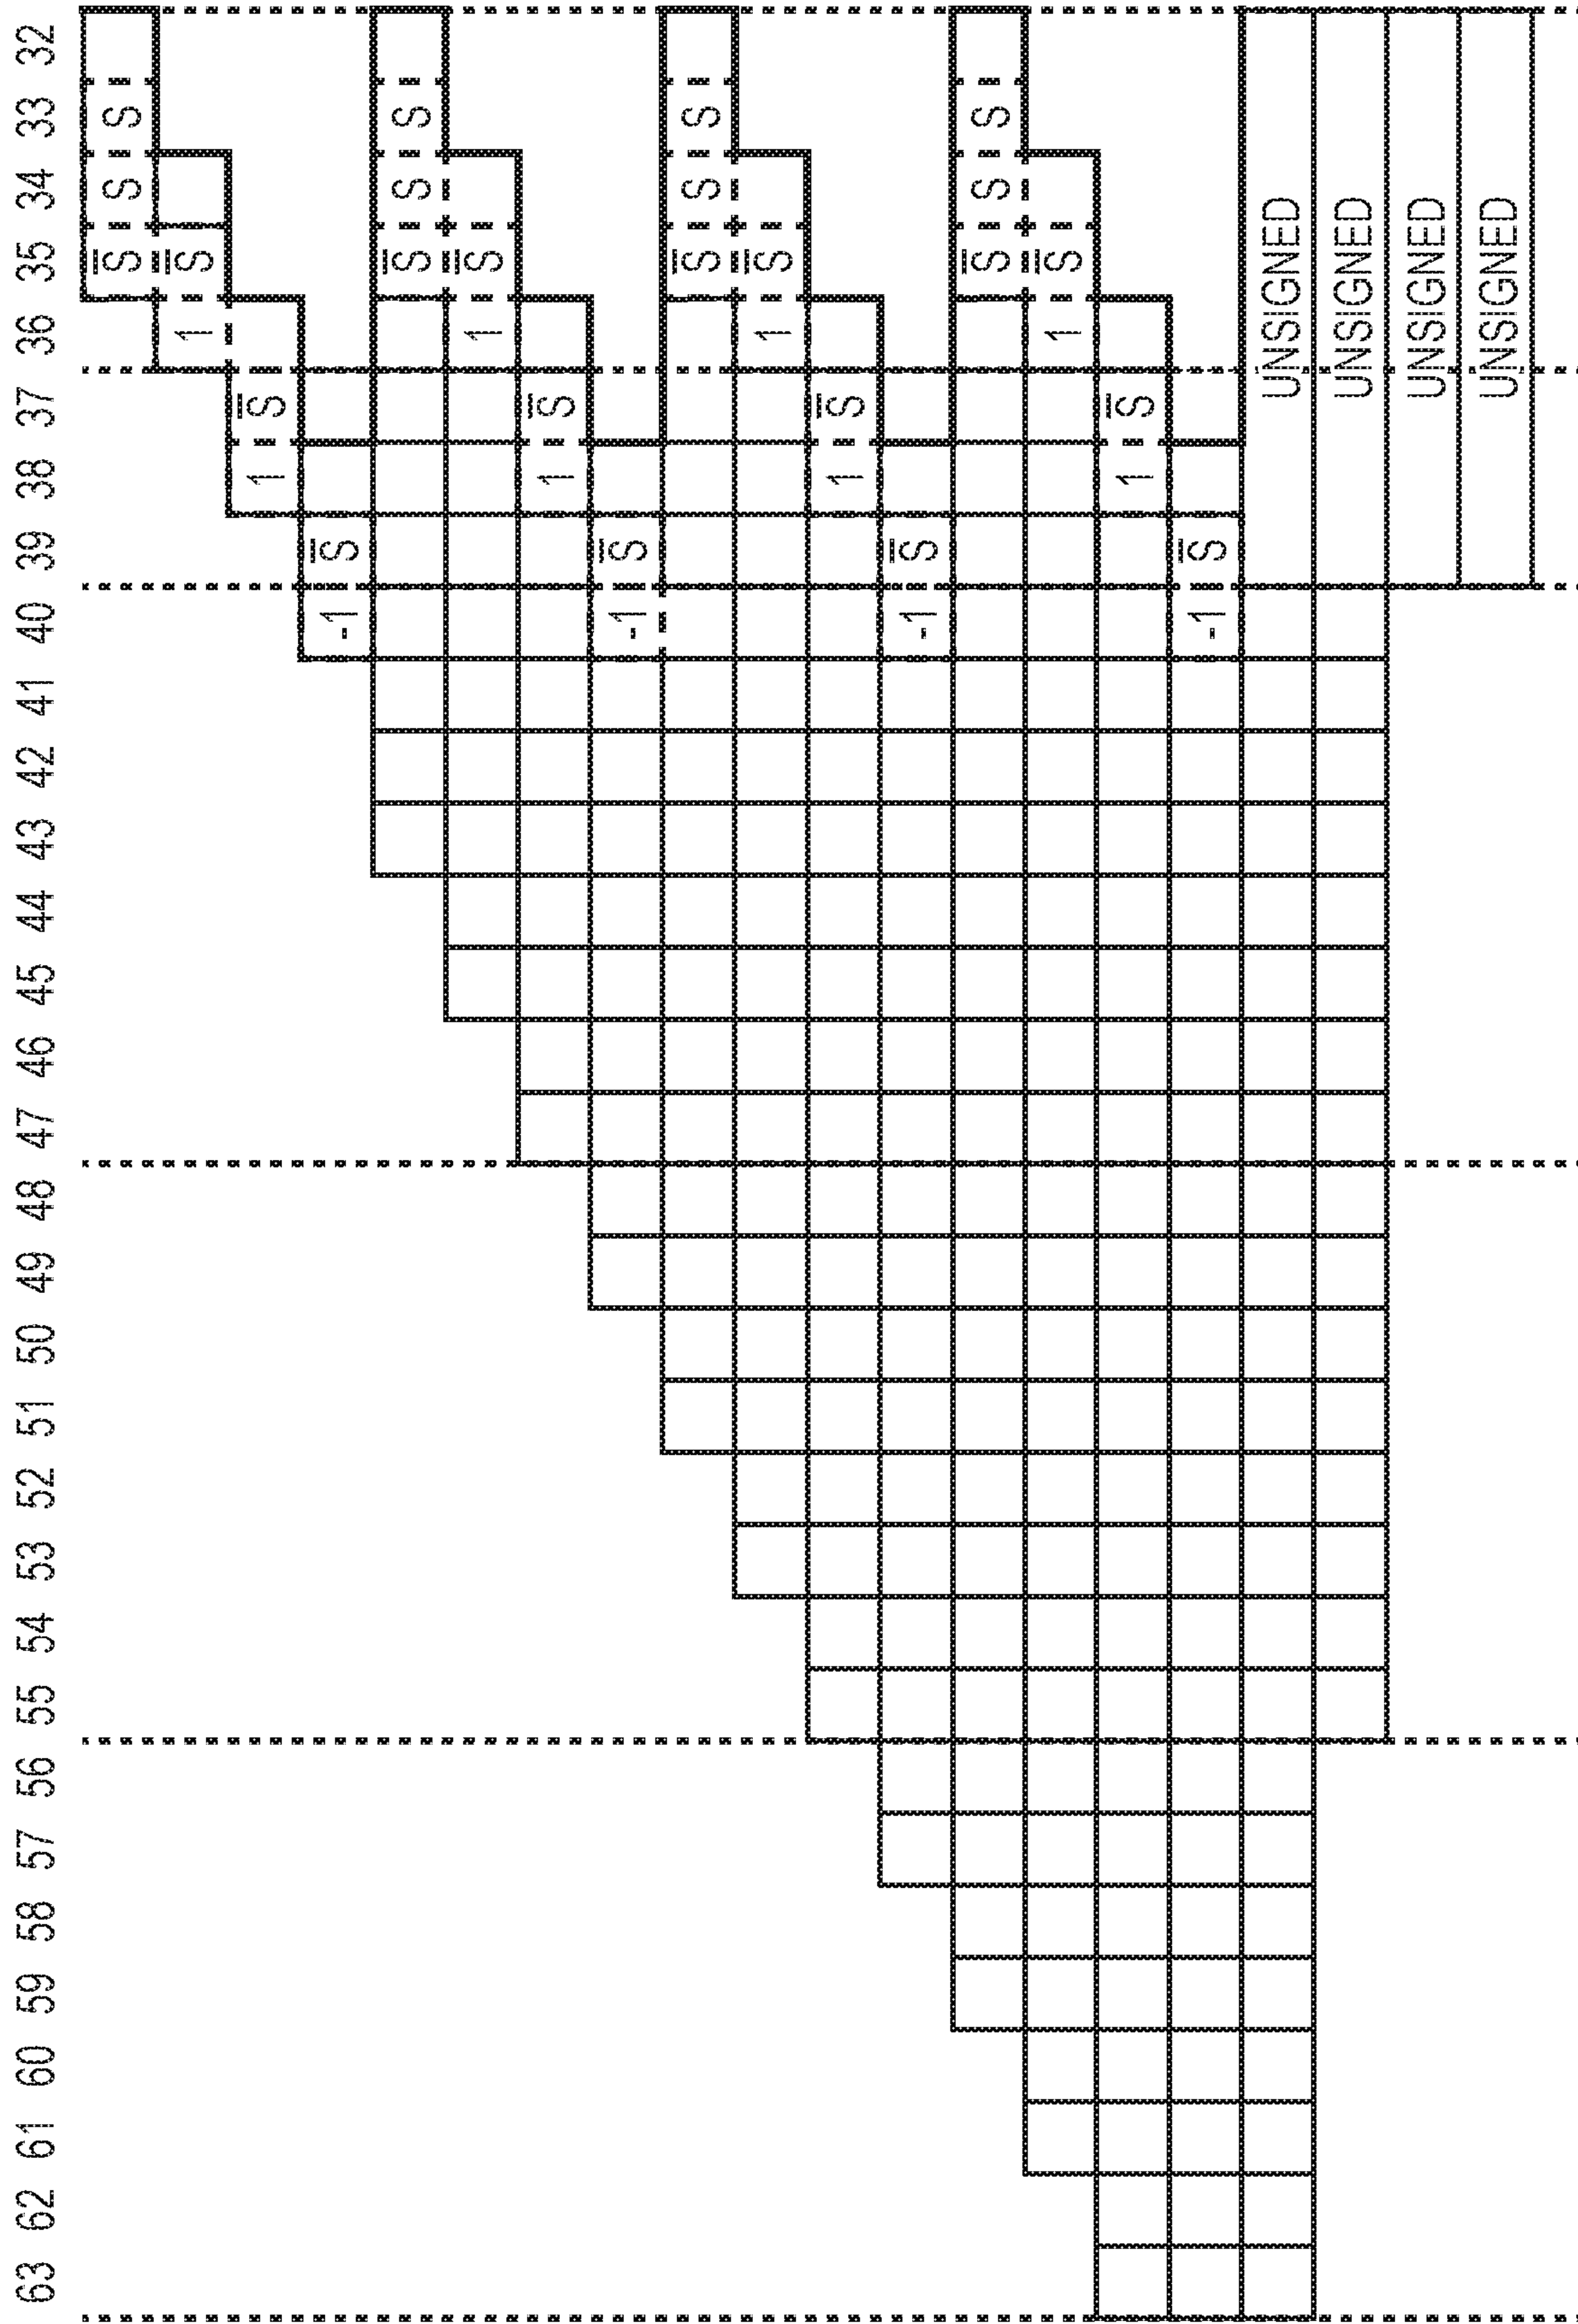 63 62 61 60 59 58 57 56 55 54 53 52 51 50 49 48 47 46 45 44 43 42 41 40 39 38 37 36 35 34 33 32
S̅ S S
1 S̅
1 S̅
-1 S̅
S̅ S S
1 S̅
1 S̅
-1 S̅
S̅ S S
1 S̅
1 S̅
-1 S̅
S̅ S S
1 S̅
1 S̅
-1 S̅
UNSIGNED
UNSIGNED
UNSIGNED
UNSIGNED